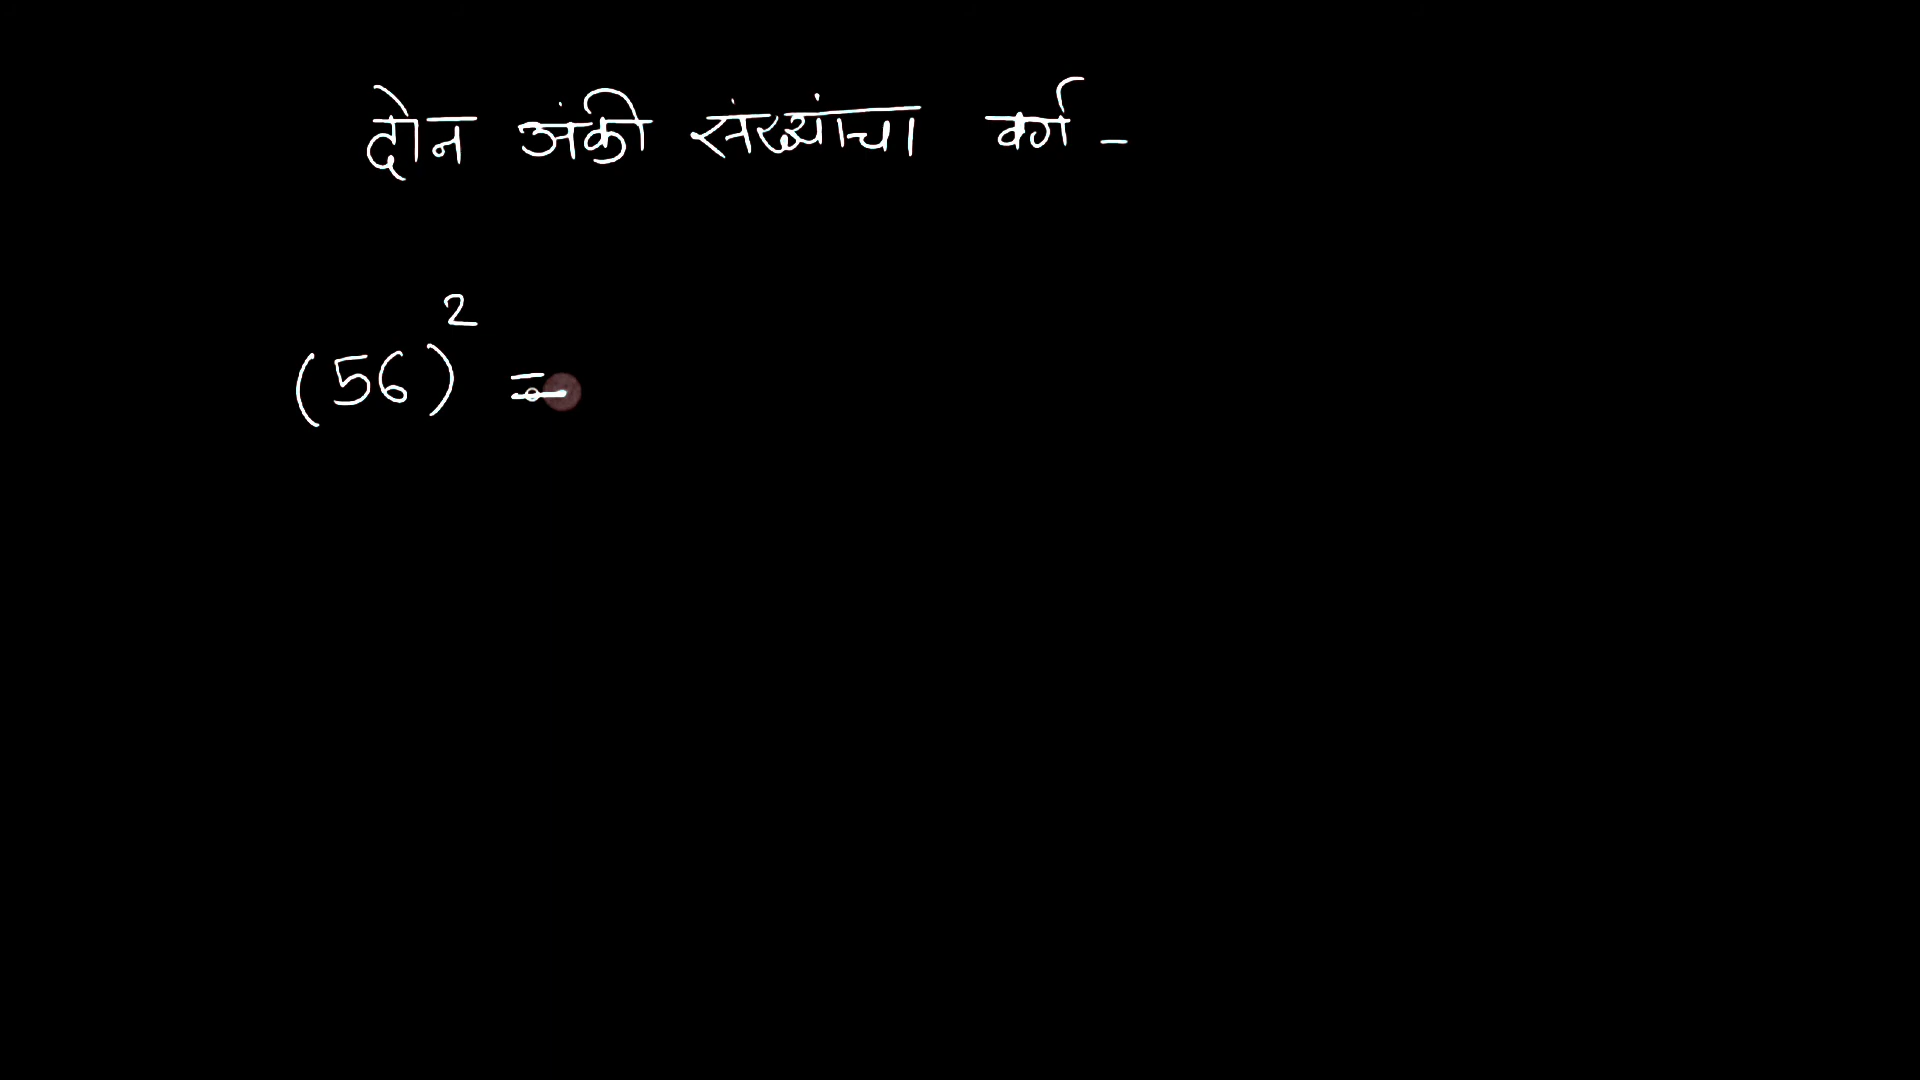 दोन अंकी संख्यांचा वर्ग -
(56)² =